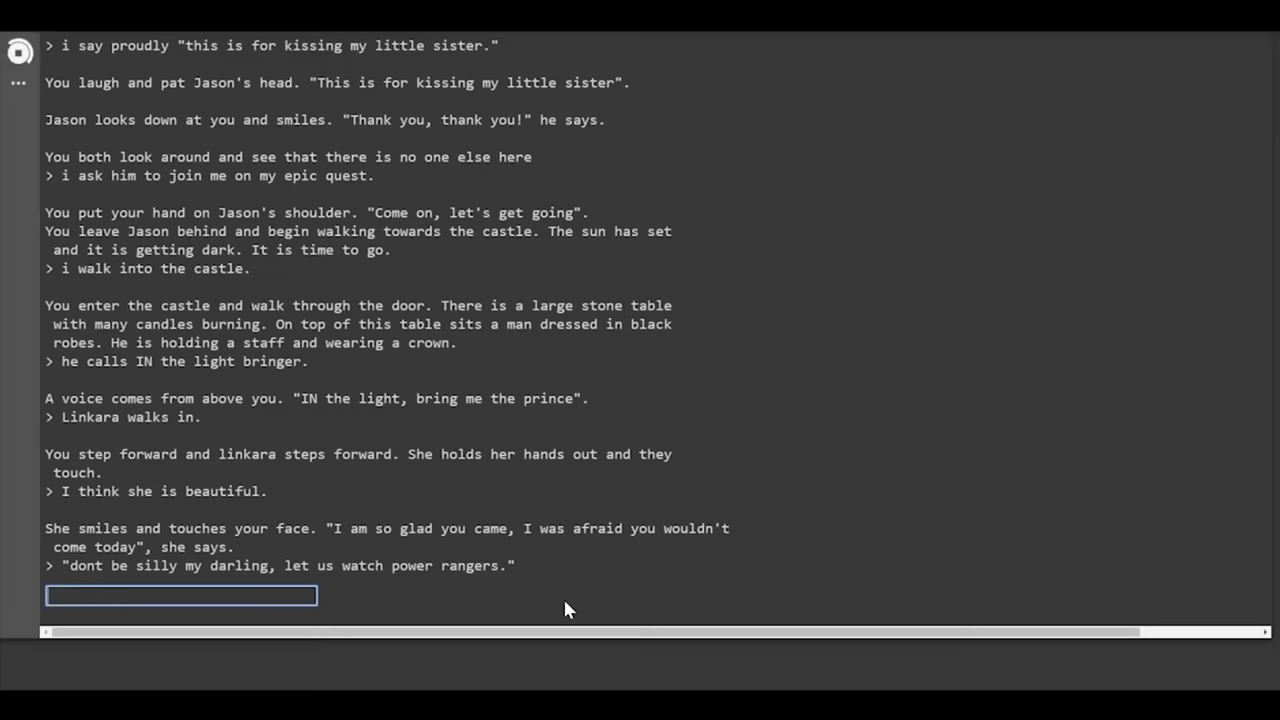 > i say proudly "this is for kissing my little sister."
You laugh and pat Jason's head. "This is for kissing my little sister".
Jason looks down at you and smiles. "Thank you, thank you!" he says.
You both look around and see that there is no one else here
> i ask him to join me on my epic quest.
You put your hand on Jason's shoulder. "Come on, let's get going".
You leave Jason behind and begin walking towards the castle. The sun has set
and it is getting dark. It is time to go.
> i walk into the castle.
You enter the castle and walk through the door. There is a large stone table
with many candles burning. On top of this table sits a man dressed in black
robes. He is holding a staff and wearing a crown.
> he calls IN the light bringer.
A voice comes from above you. "IN the light, bring me the prince".
> Linkara walks in.
You step forward and linkara steps forward. She holds her hands out and they
touch.
> I think she is beautiful.
She smiles and touches your face. "I am so glad you came, I was afraid you wouldn't
come today", she says.
> "dont be silly my darling, let us watch power rangers."